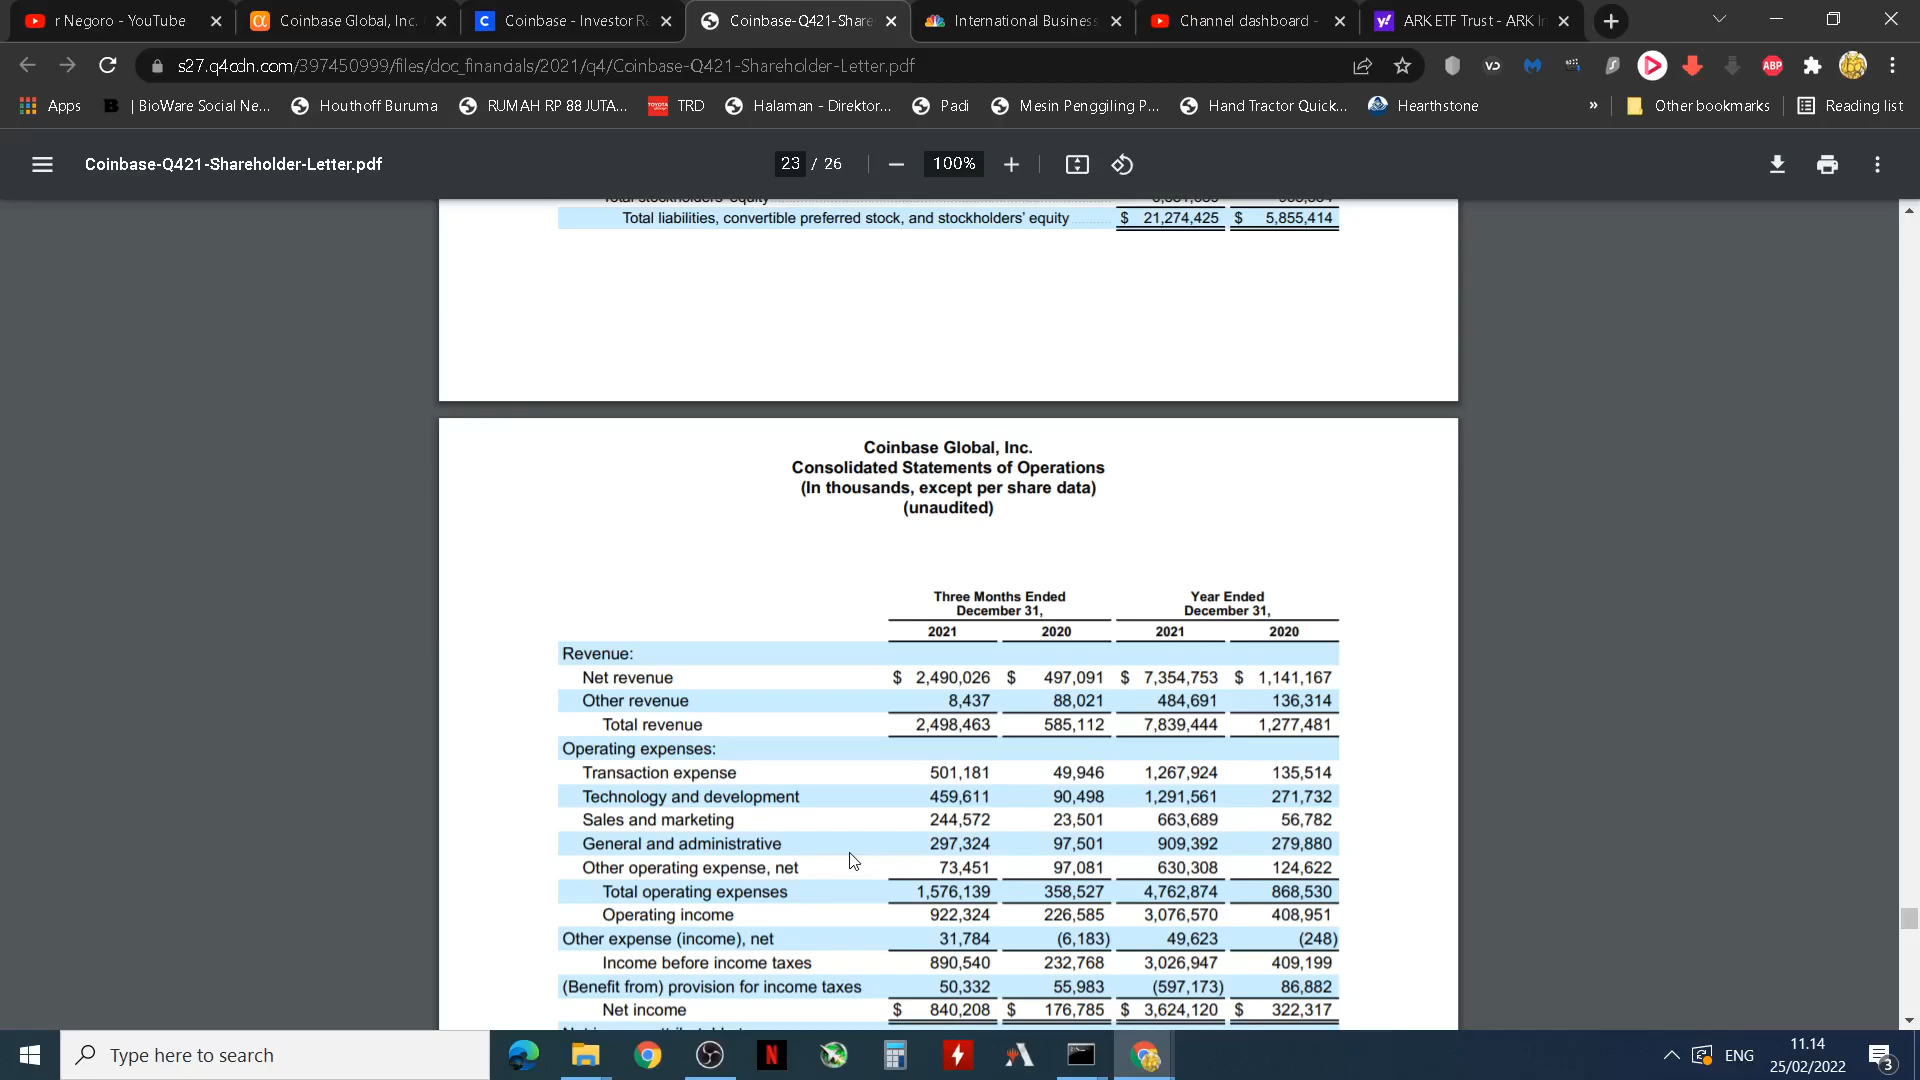 r Negoro - YouTube
Coinbase Global, Inc.
Coinbase - Investor Re
Coinbase-Q421-Share
International Business
Channel dashboard -
ARK ETF Trust - ARK In
s27.q4cdn.com/397450999/files/doc_financials/2021/q4/Coinbase-Q421-Shareholder-Letter.pdf
Apps
| BioWare Social Ne...
Houthoff Buruma
RUMAH RP 88 JUTA...
TRD
Halaman - Direktor...
Padi
Mesin Penggiling P...
Hand Tractor Quick...
Hearthstone
»
Other bookmarks
Reading list
Coinbase-Q421-Shareholder-Letter.pdf
23 / 26
100%
Total stockholders' equity
Total liabilities, convertible preferred stock, and stockholders' equity $ 21,274,425 $ 5,855,414
Coinbase Global, Inc.
Consolidated Statements of Operations
(In thousands, except per share data)
(unaudited)
Three Months Ended December 31,
Year Ended December 31,
2021 2020 2021 2020
Revenue:
Net revenue $ 2,490,026 $ 497,091 $ 7,354,753 $ 1,141,167
Other revenue 8,437 88,021 484,691 136,314
Total revenue 2,498,463 585,112 7,839,444 1,277,481
Operating expenses:
Transaction expense 501,181 49,946 1,267,924 135,514
Technology and development 459,611 90,498 1,291,561 271,732
Sales and marketing 244,572 23,501 663,689 56,782
General and administrative 297,324 97,501 909,392 279,880
Other operating expense, net 73,451 97,081 630,308 124,622
Total operating expenses 1,576,139 358,527 4,762,874 868,530
Operating income 922,324 226,585 3,076,570 408,951
Other expense (income), net 31,784 (6,183) 49,623 (248)
Income before income taxes 890,540 232,768 3,026,947 409,199
(Benefit from) provision for income taxes 50,332 55,983 (597,173) 86,882
Net income $ 840,208 $ 176,785 $ 3,624,120 $ 322,317
Type here to search
ENG
11.14
25/02/2022
3